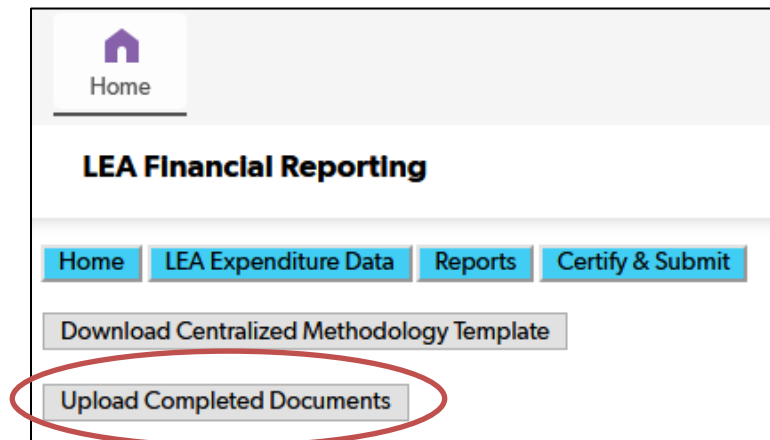 Home
LEA Financial Reporting
Home LEA Expenditure Data Reports Certify & Submit
Download Centralized Methodology Template
Upload Completed Documents